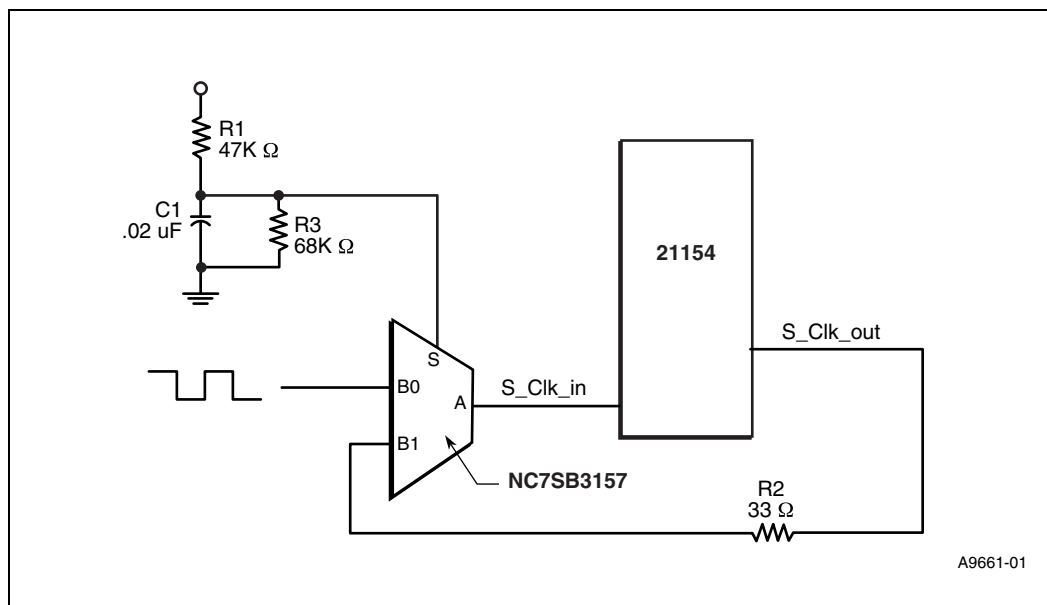 R1
47K Ω
C1
.02 uF
R3
68K Ω
21154
S_Clk_out
S
B0
A
S_Clk_in
B1
NC7SB3157
R2
33 Ω
A9661-01